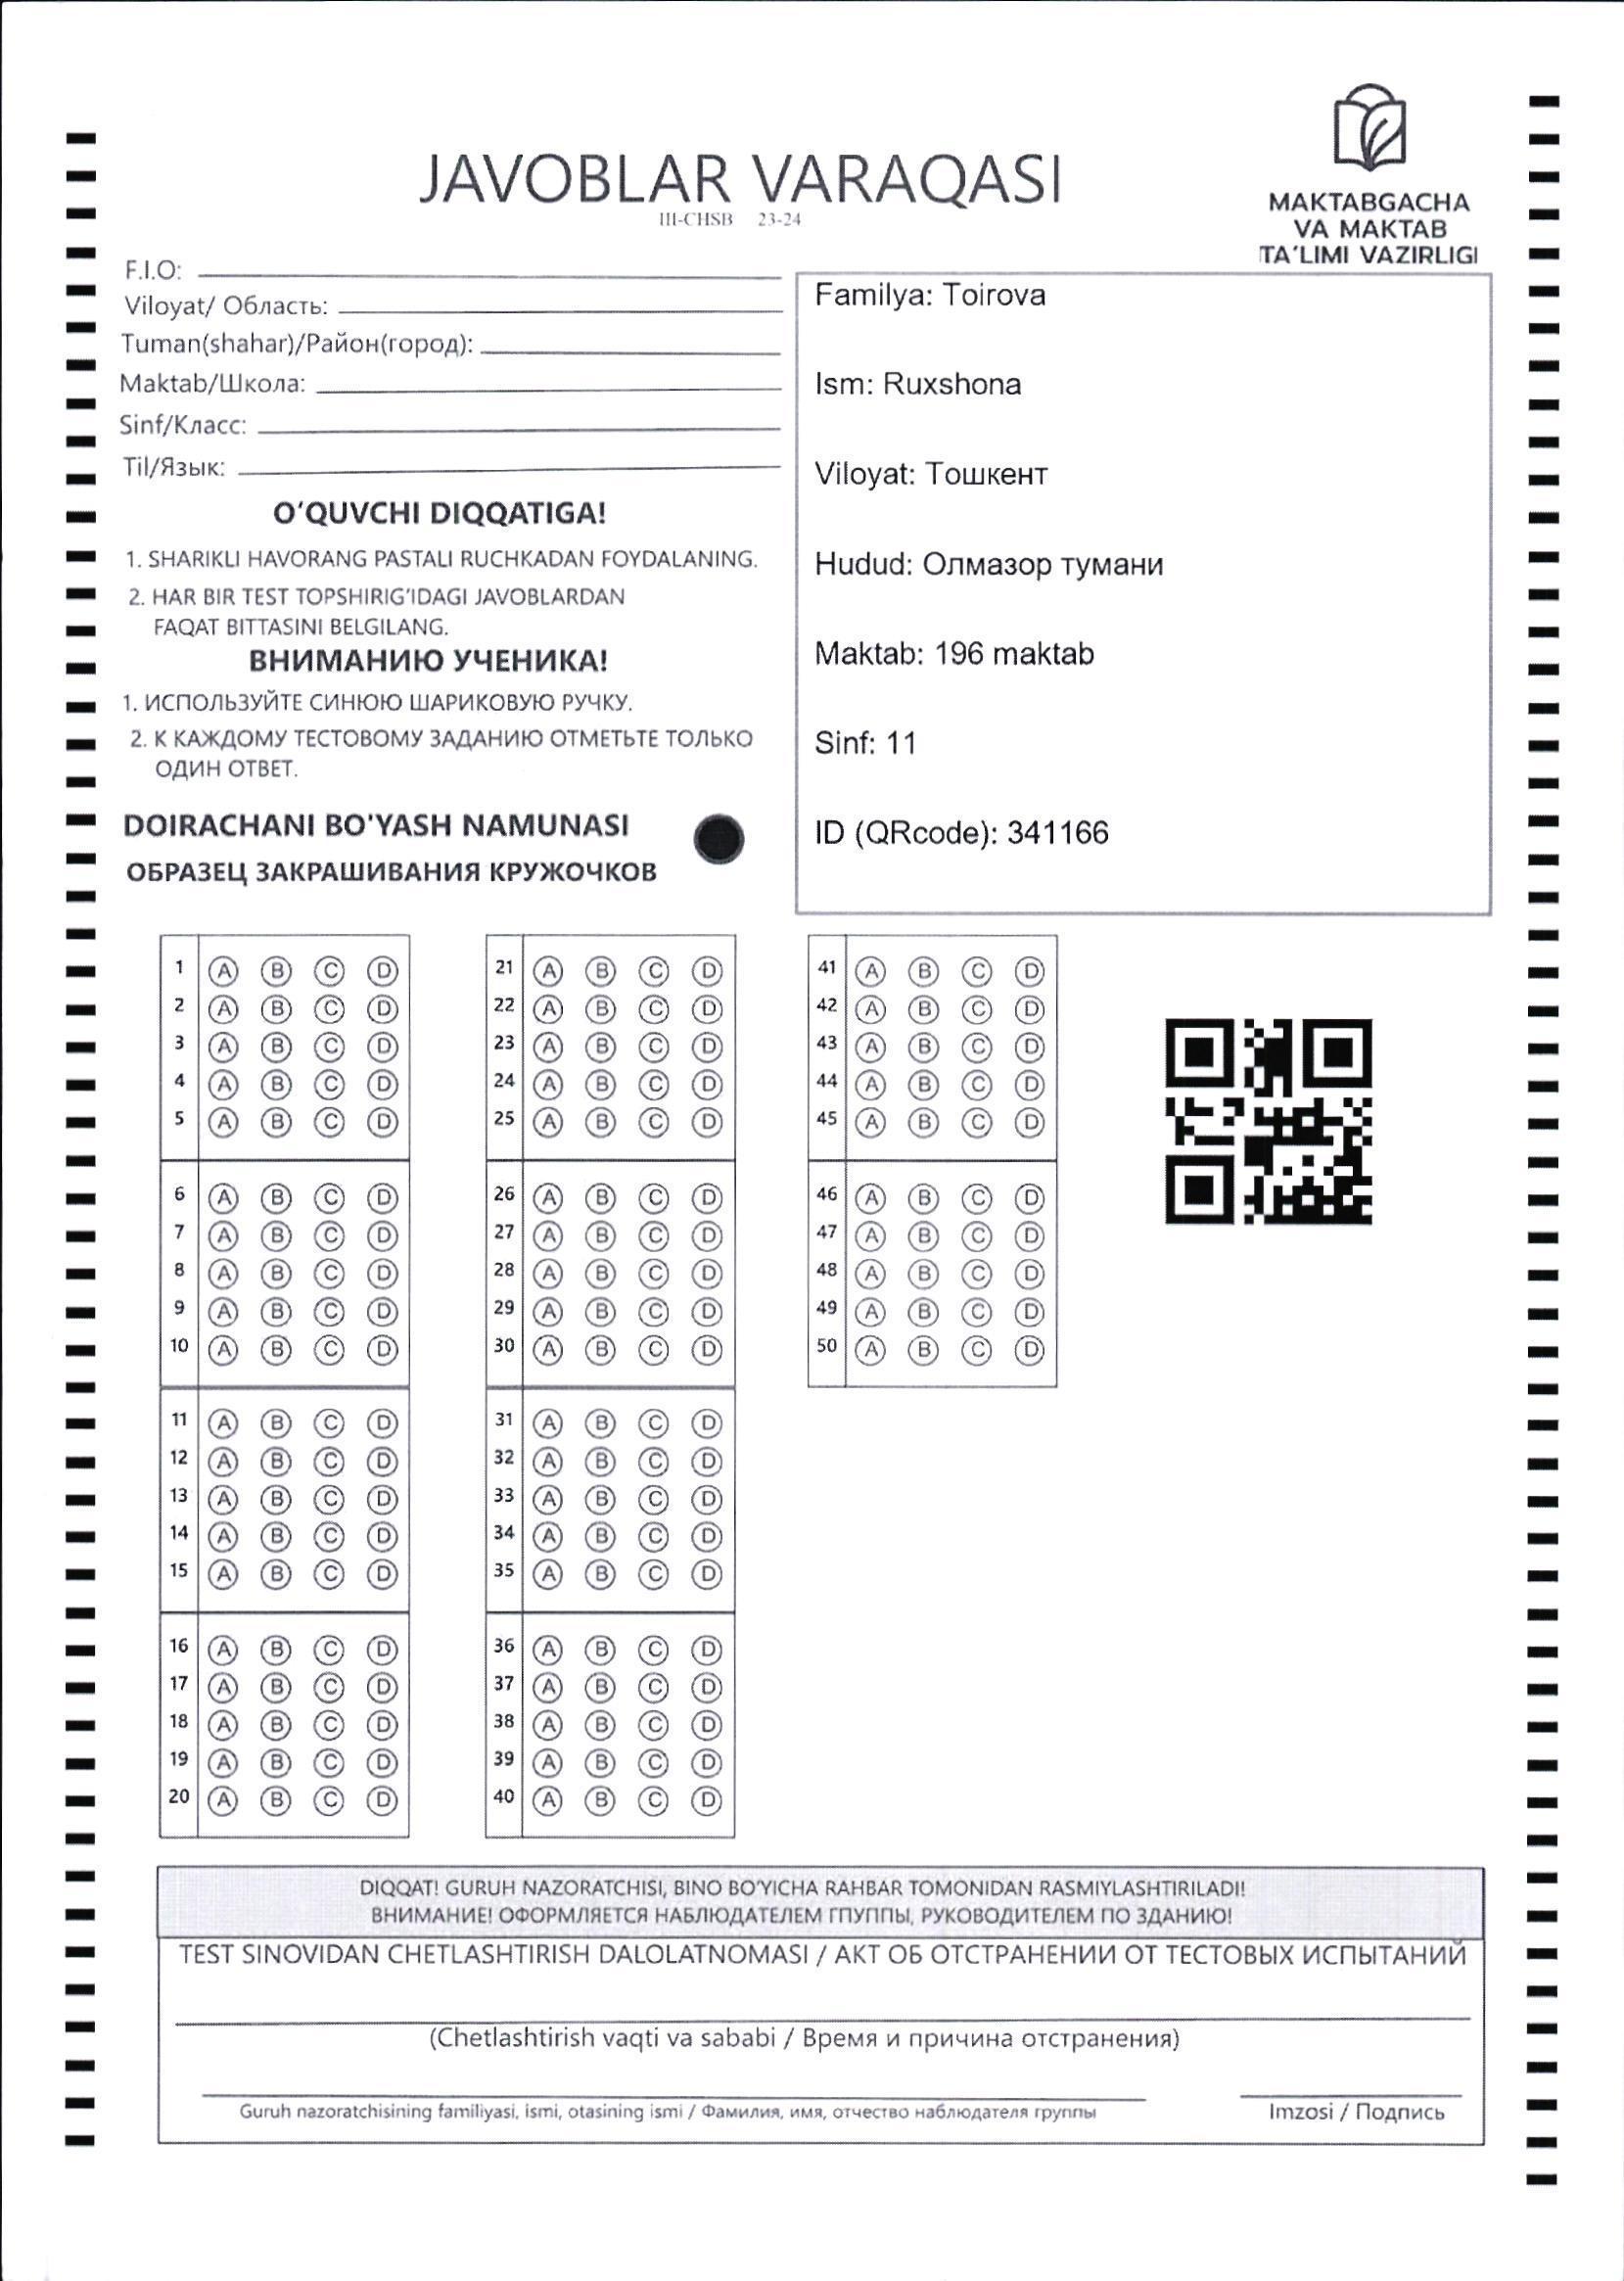 JAVOBLAR VARAQASI
III-CHSB 23-24
MAKTABGACHA
VA MAKTAB
TA'LIMI VAZIRLIGI
F.I.O:
Viloyat/ Область:
Tuman(shahar)/Район(город):
Maktab/Школа:
Sinf/Класс:
Til/Язык:
Familya: Toirova
Ism: Ruxshona
Viloyat: Тошкент
Hudud: Олмазор тумани
Maktab: 196 maktab
Sinf: 11
ID (QRcode): 341166
O'QUVCHI DIQQATIGA!
1. SHARIKLI HAVORANG PASTALI RUCHKADAN FOYDALANING.
2. HAR BIR TEST TOPSHIRIG'IDAGI JAVOBLARDAN
FAQAT BITTASINI BELGILANG.
ВНИМАНИЮ УЧЕНИКА!
1. ИСПОЛЬЗУЙТЕ СИНЮЮ ШАРИКОВУЮ РУЧКУ.
2. К КАЖДОМУ ТЕСТОВОМУ ЗАДАНИЮ ОТМЕТЬТЕ ТОЛЬКО
ОДИН ОТВЕТ.
DOIRACHANI BO'YASH NAMUNASI
ОБРАЗЕЦ ЗАКРАШИВАНИЯ КРУЖОЧКОВ
1 A B C D
2 A B C D
3 A B C D
4 A B C D
5 A B C D
6 A B C D
7 A B C D
8 A B C D
9 A B C D
10 A B C D
11 A B C D
12 A B C D
13 A B C D
14 A B C D
15 A B C D
16 A B C D
17 A B C D
18 A B C D
19 A B C D
20 A B C D
21 A B C D
22 A B C D
23 A B C D
24 A B C D
25 A B C D
26 A B C D
27 A B C D
28 A B C D
29 A B C D
30 A B C D
31 A B C D
32 A B C D
33 A B C D
34 A B C D
35 A B C D
36 A B C D
37 A B C D
38 A B C D
39 A B C D
40 A B C D
41 A B C D
42 A B C D
43 A B C D
44 A B C D
45 A B C D
46 A B C D
47 A B C D
48 A B C D
49 A B C D
50 A B C D
DIQQAT! GURUH NAZORATCHISI, BINO BO'YICHA RAHBAR TOMONIDAN RASMIYLASHTIRILADI!
ВНИМАНИЕ! ОФОРМЛЯЕТСЯ НАБЛЮДАТЕЛЕМ ГПУППЫ, РУКОВОДИТЕЛЕМ ПО ЗДАНИЮ!
TEST SINOVIDAN CHETLASHTIRISH DALOLATNOMASI / АКТ ОБ ОТСТРАНЕНИИ ОТ ТЕСТОВЫХ ИСПЫТАНИЙ
(Chetlashtirish vaqti va sababi / Время и причина отстранения)
Guruh nazoratchisining familiyasi, ismi, otasining ismi / Фамилия, имя, отчество наблюдателя группы
Imzosi / Подпись